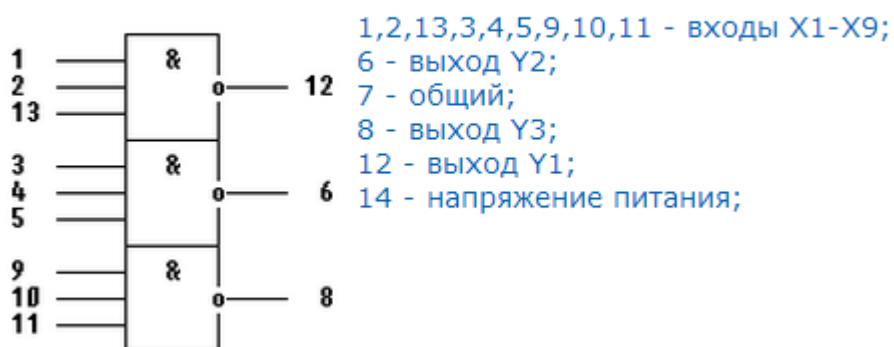 1,2,13,3,4,5,9,10,11 - входы X1-X9;
6 - выход Y2;
7 - общий;
8 - выход Y3;
12 - выход Y1;
14 - напряжение питания;
1
&
2
12
13
3
&
4
6
5
9
&
10
8
11